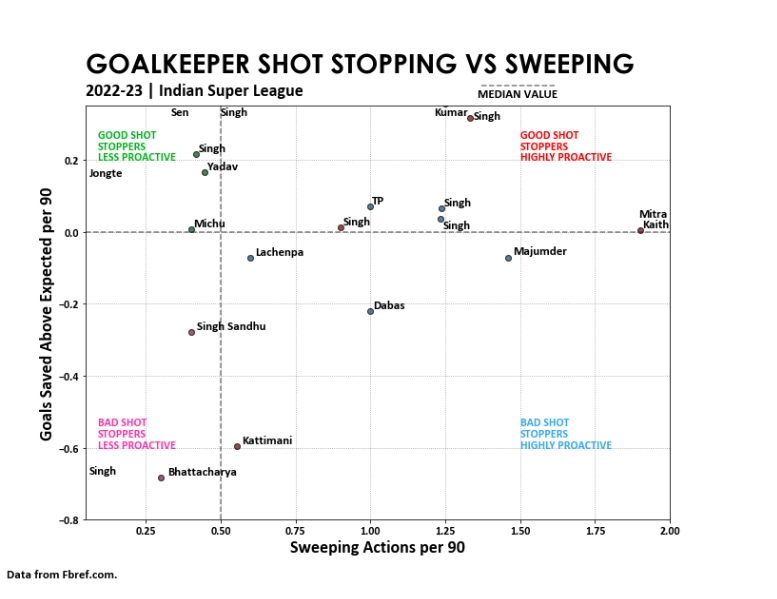 GOALKEEPER SHOT STOPPING VS SWEEPING
2022-23 | Indian Super League
MEDIAN VALUE
Sen
Singh
Kumar
Singh
GOOD SHOT
STOPPERS
LESS PROACTIVE
GOOD SHOT
STOPPERS
HIGHLY PROACTIVE
Singh
Yadav
Jongte
TP
Singh
Singh
Singh
Michu
Mitra
Kaith
Lachenpa
Majumder
Dabas
Singh Sandhu
BAD SHOT
STOPPERS
LESS PROACTIVE
BAD SHOT
STOPPERS
HIGHLY PROACTIVE
Kattimani
Singh
Bhattacharya
Goals Saved Above Expected per 90
0.2
0.0
−0.2
−0.4
−0.6
−0.8
0.25
0.50
0.75
1.00
1.25
1.50
1.75
2.00
Sweeping Actions per 90
Data from Fbref.com.